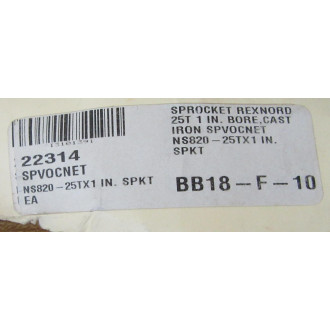 15101391
22314
SPVOCNET
NS820-25TX1 IN. SPKT
EA
SPROCKET REXNORD
25T 1 IN. BORE,CAST
IRON SPVOCNET
NS820-25TX1 IN.
SPKT
BB18-F-10